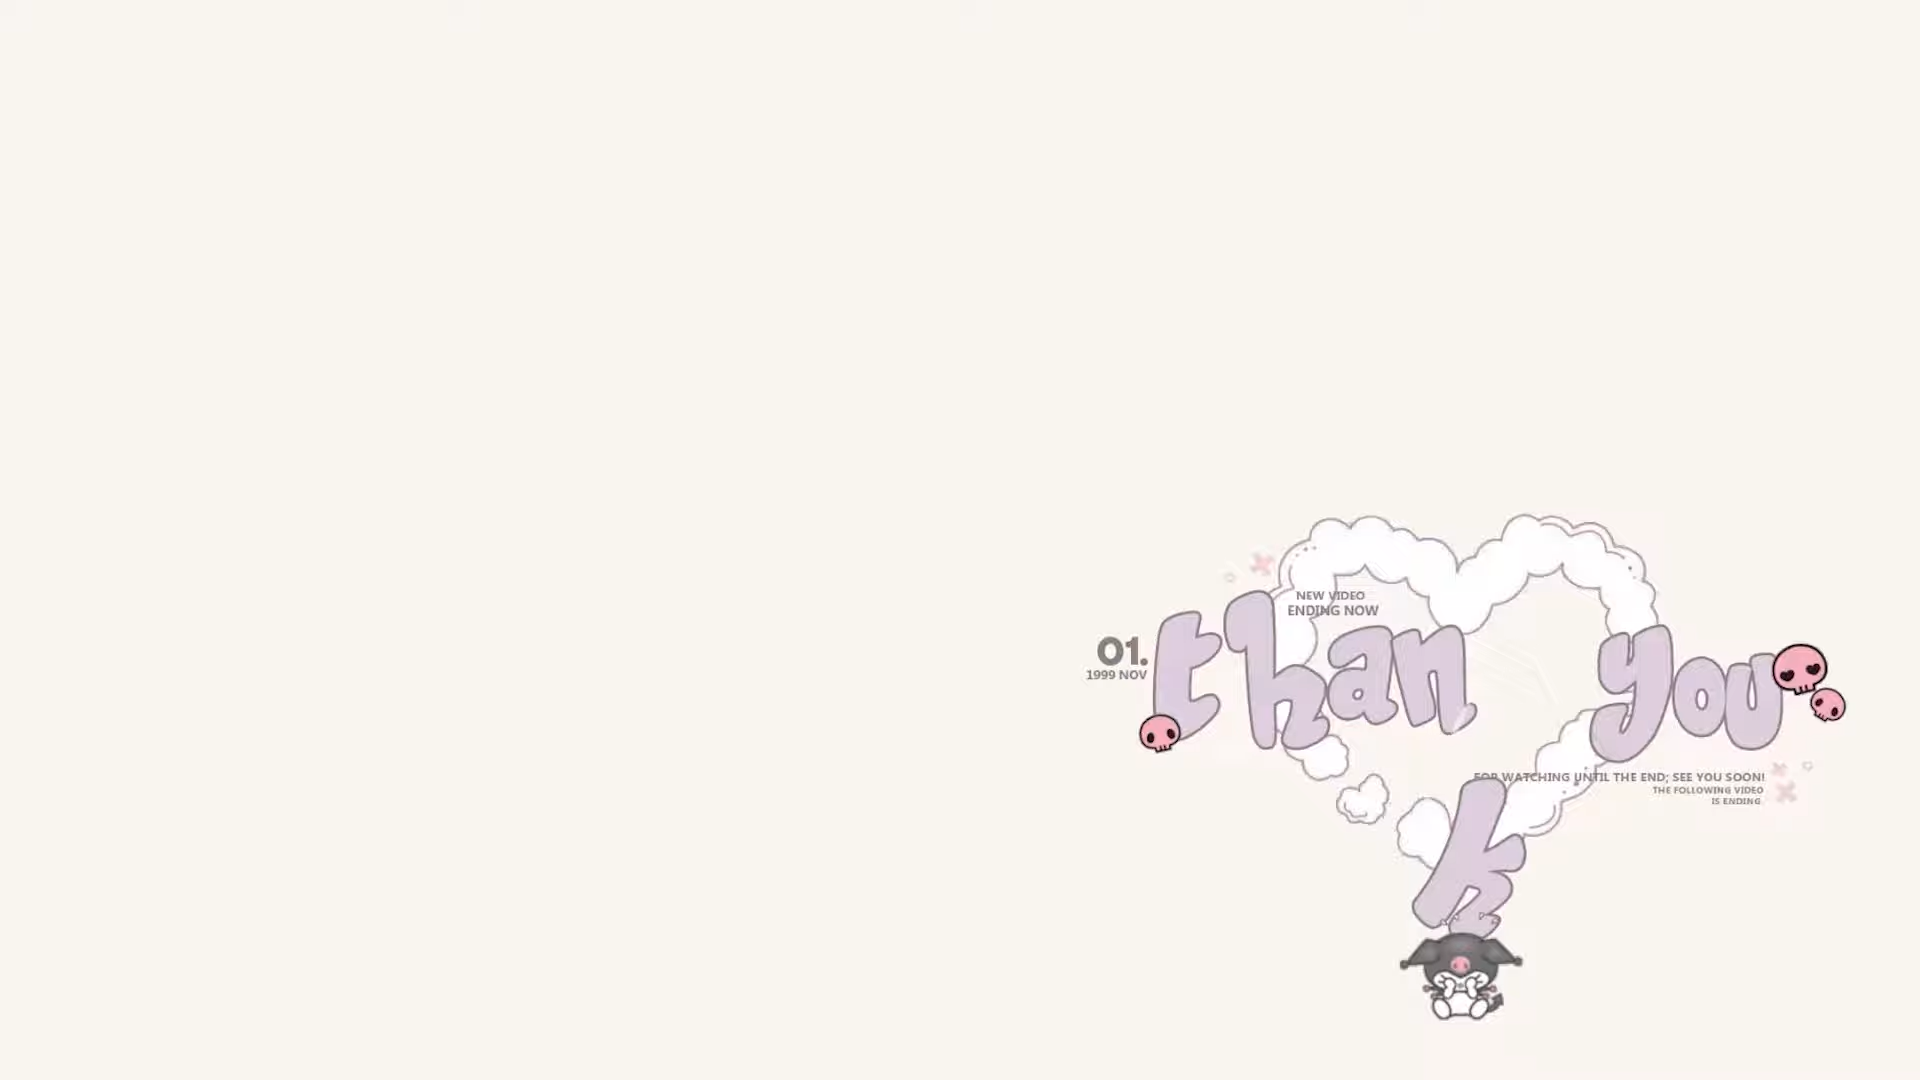 NEW VIDEO
ENDING NOW
01.
1999 NOV
than you
k
FOR WATCHING UNTIL THE END; SEE YOU SOON!
THE FOLLOWING VIDEO
IS ENDING